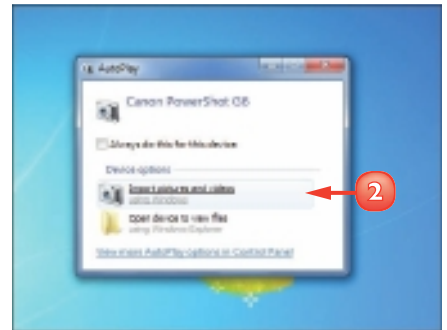 AutoPlay
Canon PowerShot G6
Always do this for this device
Device options
Import pictures and videos
using Windows
Open device to view files
using Windows Explorer
View more AutoPlay options in Control Panel
2